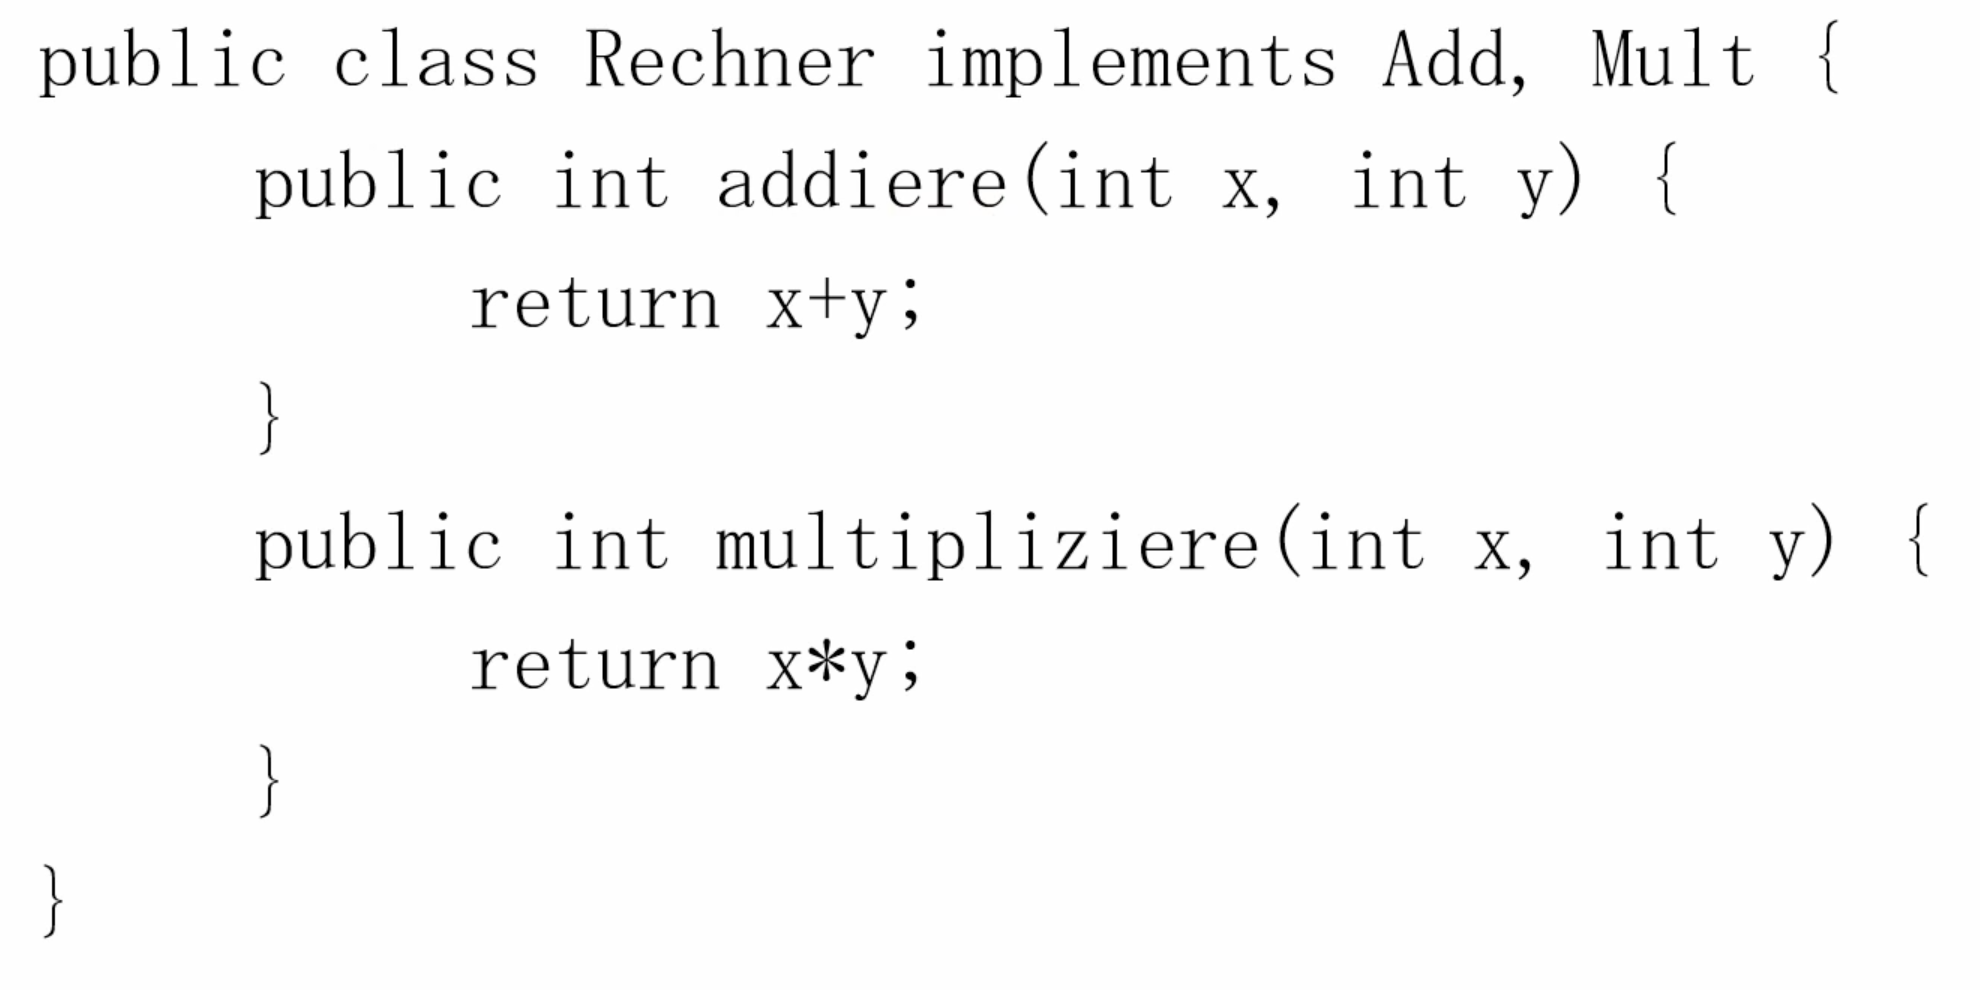 public class Rechner implements Add, Mult {
public int addiere(int x, int y) {
return x+y;
}
public int multipliziere(int x, int y) {
return x*y;
}
}